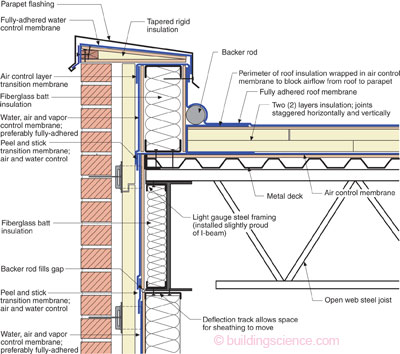 Parapet flashing
Fully-adhered water
control membrane
Tapered rigid
insulation
Backer rod
Air control layer
transition membrane
Perimeter of roof insulation wrapped in air control
membrane to block airflow from roof to parapet
Fiberglass batt
insulation
Fully adhered roof membrane
Water, air and vapor
control membrane;
preferably fully-adhered
Two (2) layers insulation; joints
staggered horizontally and vertically
Peel and stick
transition membrane;
air and water control
Air control membrane
Metal deck
Fiberglass batt
insulation
Light gauge steel framing
(installed slightly proud
of I-beam)
Backer rod fills gap
Peel and stick
transition membrane;
air and water control
Open web steel joist
Deflection track allows space
for sheathing to move
Water, air and vapor
control membrane;
preferably fully-adhered
© buildingscience.com